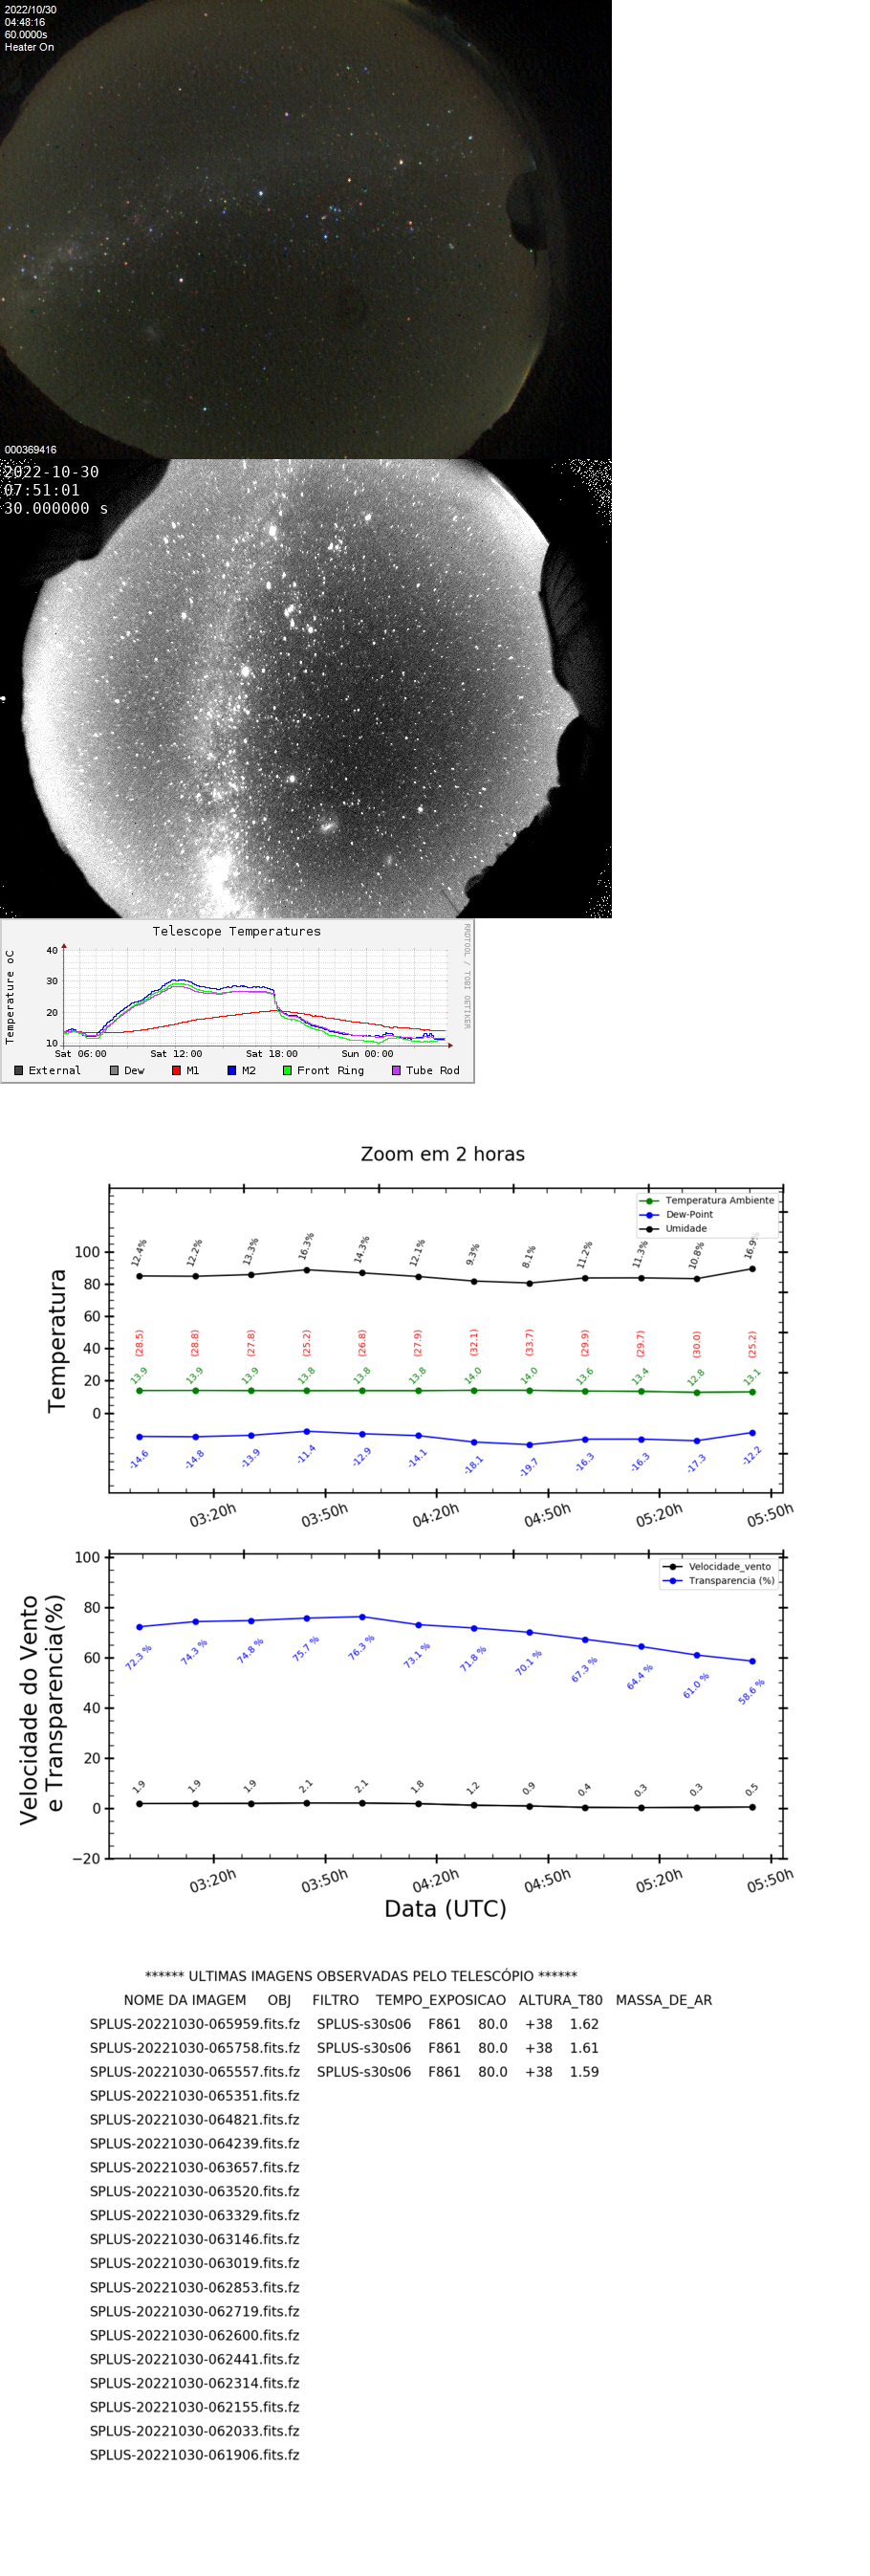 2022/10/30
04:48:16
60.0000s
Heater On
000369416
2022-10-30
07:51:01
30.000000 s
Telescope Temperatures
RRDTOOL / TOBI OETIKER
Temperature oC
40
30
20
10
Sat 06:00 Sat 12:00 Sat 18:00 Sun 00:00
External Dew M1 M2 Front Ring Tube Rod
Zoom em 2 horas
Temperatura Ambiente
Dew-Point
Umidade
Temperatura
100
80
60
40
20
0
12.4% 12.2% 13.3% 16.3% 14.3% 12.1% 9.3% 8.1% 11.2% 11.3% 10.8% 16.9%
(28.5) (28.8) (27.8) (25.2) (26.8) (27.9) (32.1) (33.7) (29.9) (29.7) (30.0) (25.2)
13.9 13.9 13.9 13.8 13.8 13.8 14.0 14.0 13.6 13.4 12.8 13.1
-14.6 -14.8 -13.9 -11.4 -12.9 -14.1 -18.1 -19.7 -16.3 -16.3 -17.3 -12.2
03:20h 03:50h 04:20h 04:50h 05:20h 05:50h
Velocidade do Vento
e Transparencia(%)
Velocidade_vento
Transparencia (%)
100
80
60
40
20
0
−20
72.3 % 74.3 % 74.8 % 75.7 % 76.3 % 73.1 % 71.8 % 70.1 % 67.3 % 64.4 % 61.0 % 58.6 %
1.9 1.9 1.9 2.1 2.1 1.8 1.2 0.9 0.4 0.3 0.3 0.5
03:20h 03:50h 04:20h 04:50h 05:20h 05:50h
Data (UTC)
****** ULTIMAS IMAGENS OBSERVADAS PELO TELESCÓPIO ******
NOME DA IMAGEM OBJ FILTRO TEMPO_EXPOSICAO ALTURA_T80 MASSA_DE_AR
SPLUS-20221030-065959.fits.fz SPLUS-s30s06 F861 80.0 +38 1.62
SPLUS-20221030-065758.fits.fz SPLUS-s30s06 F861 80.0 +38 1.61
SPLUS-20221030-065557.fits.fz SPLUS-s30s06 F861 80.0 +38 1.59
SPLUS-20221030-065351.fits.fz
SPLUS-20221030-064821.fits.fz
SPLUS-20221030-064239.fits.fz
SPLUS-20221030-063657.fits.fz
SPLUS-20221030-063520.fits.fz
SPLUS-20221030-063329.fits.fz
SPLUS-20221030-063146.fits.fz
SPLUS-20221030-063019.fits.fz
SPLUS-20221030-062853.fits.fz
SPLUS-20221030-062719.fits.fz
SPLUS-20221030-062600.fits.fz
SPLUS-20221030-062441.fits.fz
SPLUS-20221030-062314.fits.fz
SPLUS-20221030-062155.fits.fz
SPLUS-20221030-062033.fits.fz
SPLUS-20221030-061906.fits.fz